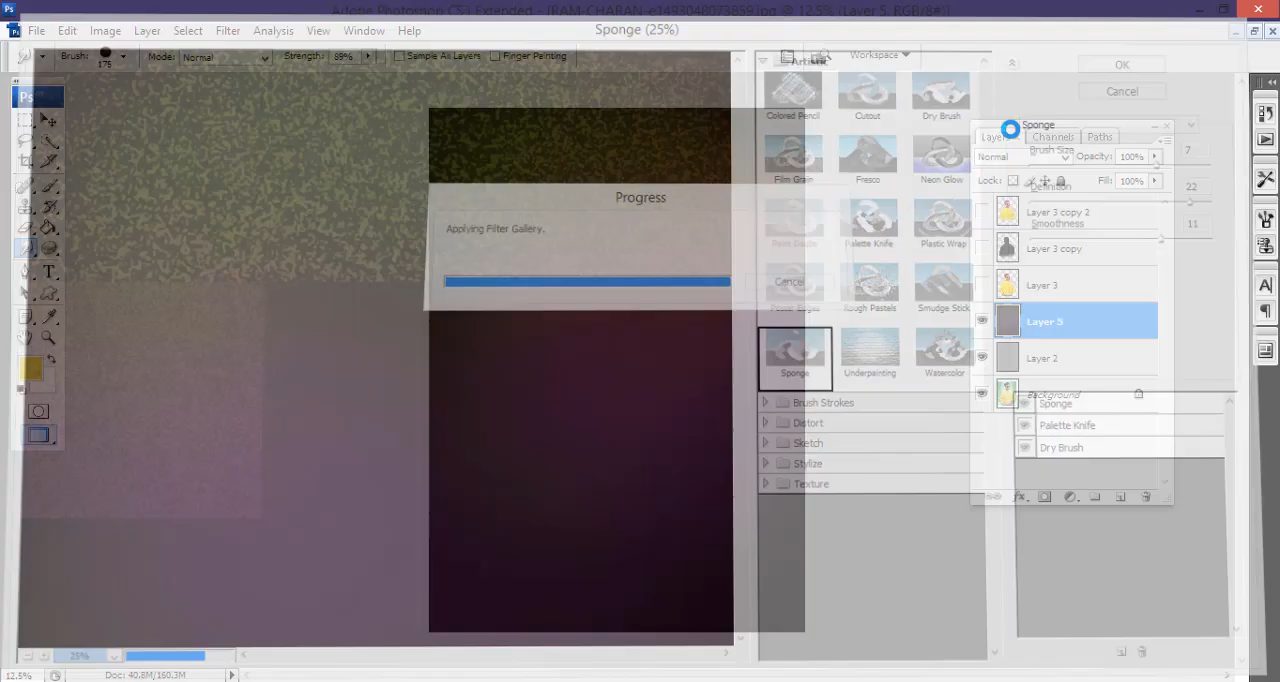 Adobe Photoshop CS3 Extended - [RAM-CHARAN-e1493048073859.jpg @ 12.5% (Layer 5, RGB/8#)]
File Edit Image Layer Select Filter Analysis View Window Help
Sponge (25%)
Brush: 175 Mode: Normal Strength: 89% Sample All Layers Finger Painting
Workspace
Artistic
OK
Cancel
Colored Pencil Cutout Dry Brush
Film Grain Fresco Neon Glow
Paint Daubs Palette Knife Plastic Wrap
Poster Edges Rough Pastels Smudge Stick
Sponge Underpainting Watercolor
Brush Strokes
Distort
Sketch
Stylize
Texture
Progress
Applying Filter Gallery.
Cancel
Sponge
Layers Channels Paths
Brush Size 7
Normal Opacity: 100%
Lock: Fill: 100%
Definition 22
Layer 3 copy 2
Smoothness 11
Layer 3 copy
Layer 3
Layer 5
Layer 2
Background
Sponge
Palette Knife
Dry Brush
25%
12.5% Doc: 40.8M/160.3M